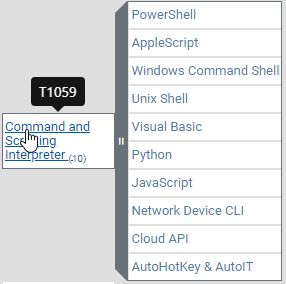 T1059
Command and
Scripting
Interpreter (10)
PowerShell
AppleScript
Windows Command Shell
Unix Shell
Visual Basic
Python
JavaScript
Network Device CLI
Cloud API
AutoHotKey & AutoIT